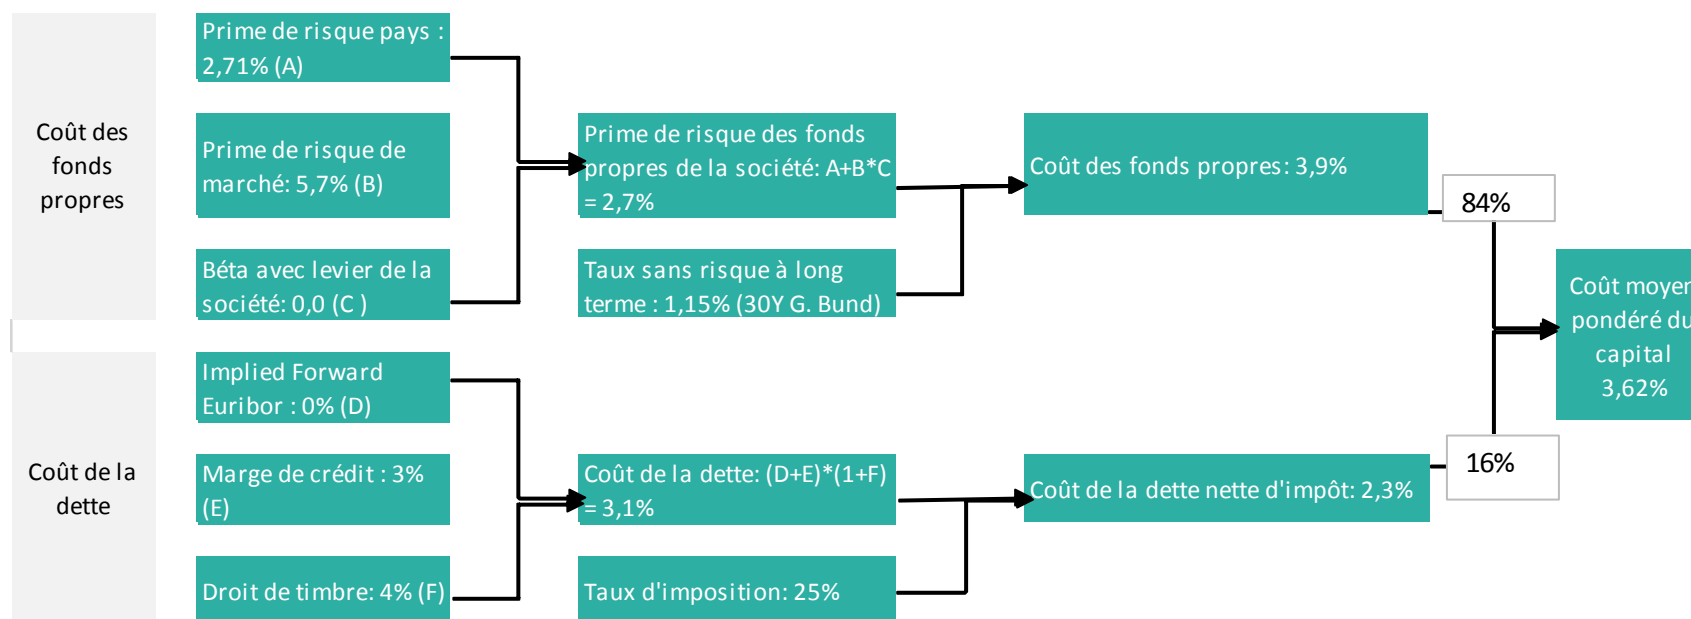 Coût des
fonds
propres
Prime de risque pays :
2,71% (A)
Prime de risque de
marché: 5,7% (B)
Béta avec levier de la
société: 0,0 (C )
Prime de risque des fonds
propres de la société: A+B*C
= 2,7%
Taux sans risque à long
terme : 1,15% (30Y G. Bund)
Coût des fonds propres: 3,9%
84%
Coût moyen
pondéré du
capital
3,62%
Coût de la
dette
Implied Forward
Euribor : 0% (D)
Marge de crédit : 3%
(E)
Droit de timbre: 4% (F)
Coût de la dette: (D+E)*(1+F)
= 3,1%
Taux d'imposition: 25%
Coût de la dette nette d'impôt: 2,3%
16%